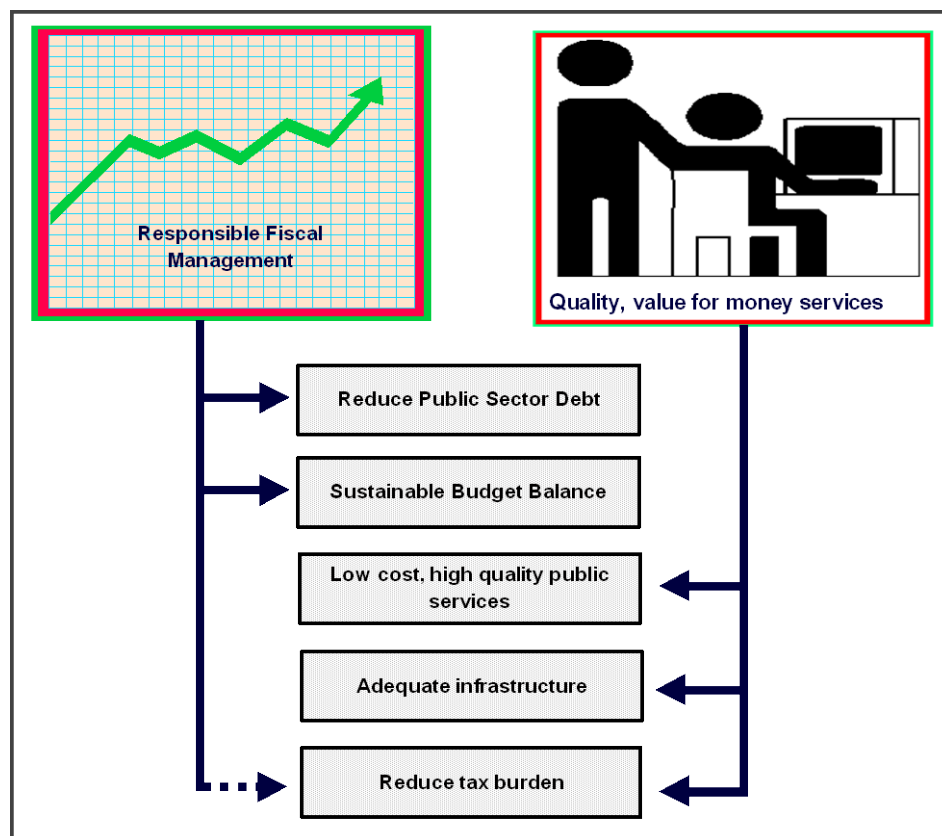 Responsible Fiscal
Management
Quality, value for money services
Reduce Public Sector Debt
Sustainable Budget Balance
Low cost, high quality public
services
Adequate infrastructure
Reduce tax burden